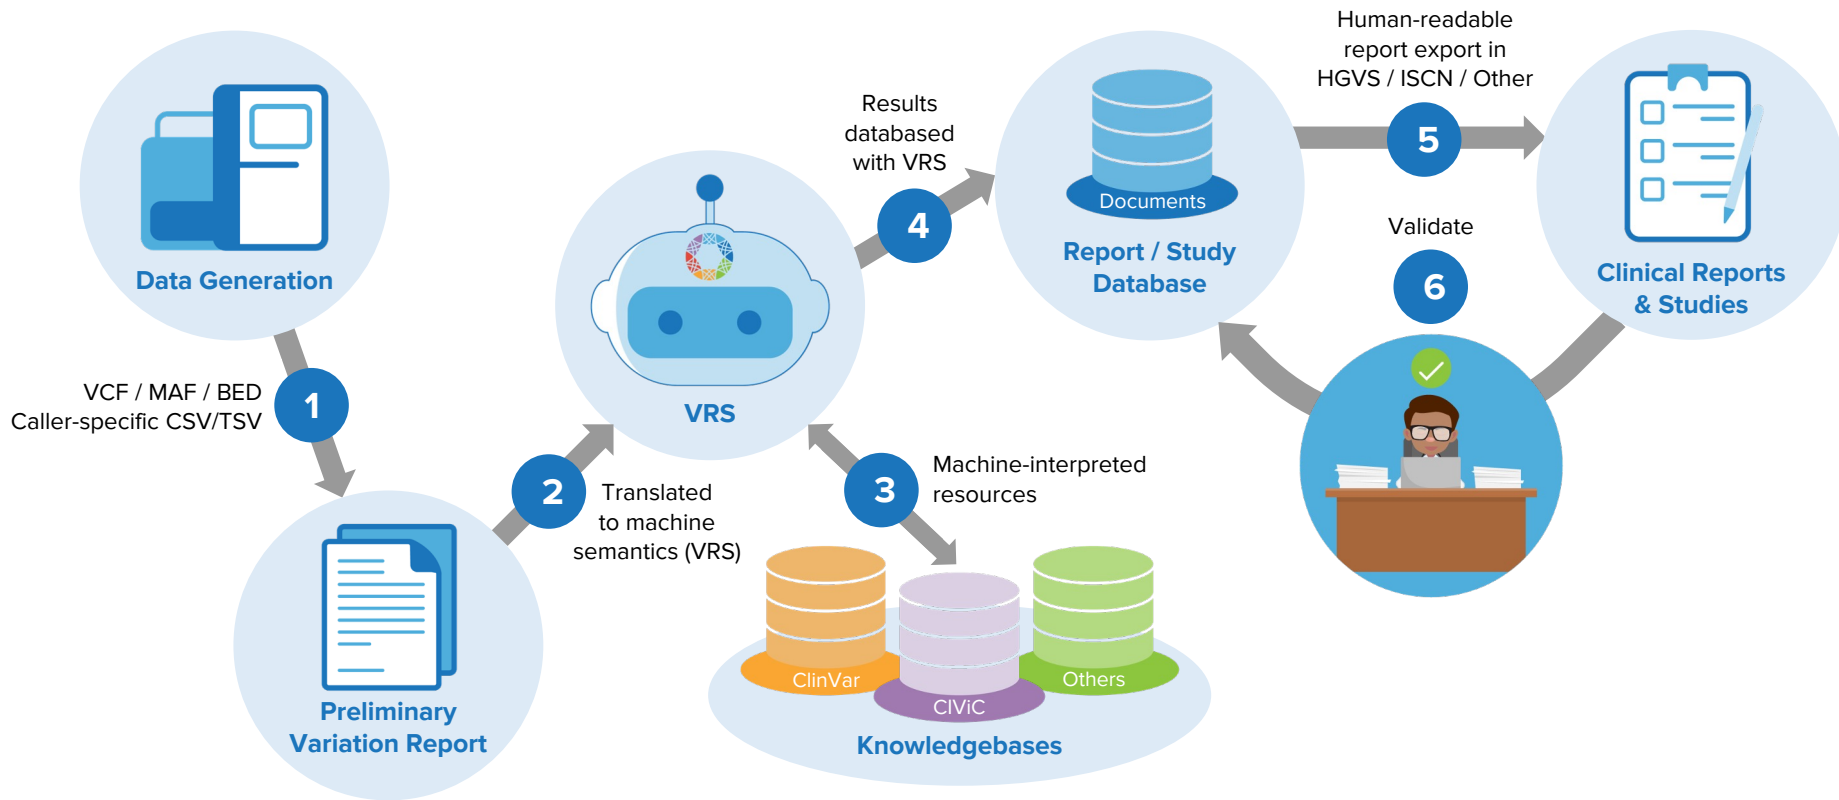 Data Generation
VCF / MAF / BED
Caller-specific CSV/TSV
1
Preliminary
Variation Report
2
Translated
to machine
semantics (VRS)
VRS
3
Machine-interpreted
resources
ClinVar
CIViC
Others
Knowledgebases
Results
databased
with VRS
4
Documents
Report / Study
Database
Human-readable
report export in
HGVS / ISCN / Other
5
Clinical Reports
& Studies
Validate
6